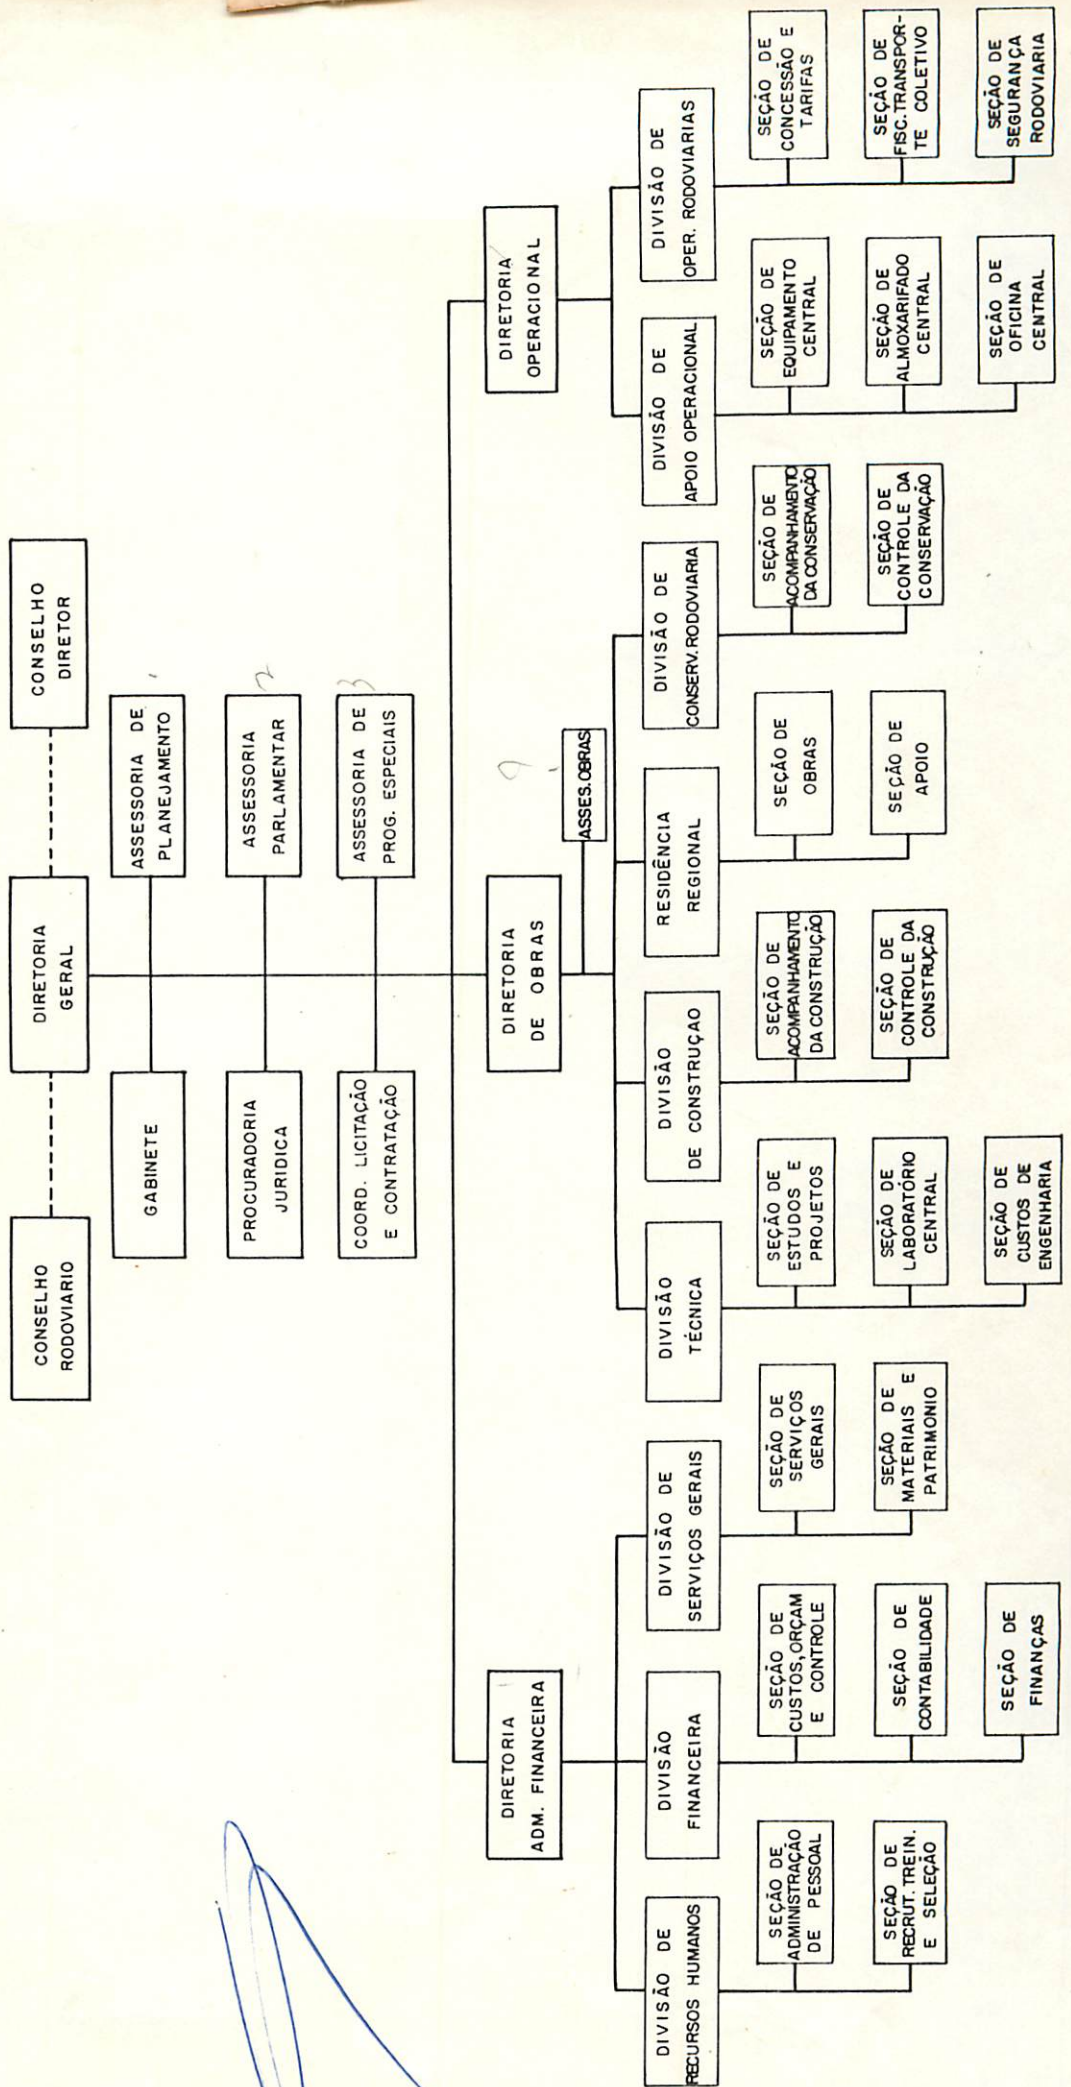 CONSELHO
RODOVIARIO
DIRETORIA
GERAL
CONSELHO
DIRETOR
GABINETE
ASSESSORIA DE
PLANEJAMENTO
1
PROCURADORIA
JURIDICA
ASSESSORIA
PARLAMENTAR
2
COORD. LICITAÇÃO
E CONTRATAÇÃO
ASSESSORIA DE
PROG. ESPECIAIS
3
DIRETORIA
ADM. FINANCEIRA
DIRETORIA
DE OBRAS
DIRETORIA
OPERACIONAL
ASSES.OBRAS
DIVISÃO DE
RECURSOS HUMANOS
DIVISÃO
FINANCEIRA
DIVISÃO DE
SERVIÇOS GERAIS
DIVISÃO
TÉCNICA
DIVISÃO
DE CONSTRUÇÃO
RESIDÊNCIA
REGIONAL
DIVISÃO DE
CONSERV.RODOVIARIA
DIVISÃO DE
APOIO OPERACIONAL
DIVISÃO DE
OPER. RODOVIARIAS
SEÇÃO DE
ADMINISTRAÇÃO
DE PESSOAL
SEÇÃO DE
CUSTOS,ORÇAM
E CONTROLE
SEÇÃO DE
SERVIÇOS
GERAIS
SEÇÃO DE
ESTUDOS E
PROJETOS
SEÇÃO DE
ACOMPANHAMENTO
DA CONSTRUÇÃO
SEÇÃO DE
OBRAS
SEÇÃO DE
ACOMPANHAMENTO
DA CONSERVAÇÃO
SEÇÃO DE
EQUIPAMENTO
CENTRAL
SEÇÃO DE
CONCESSÃO E
TARIFAS
SEÇÃO DE
RECRUT. TREIN.
E SELEÇÃO
SEÇÃO DE
CONTABILIDADE
SEÇÃO DE
MATERIAIS E
PATRIMONIO
SEÇÃO DE
LABORATÓRIO
CENTRAL
SEÇÃO DE
CONTROLE DA
CONSTRUÇÃO
SEÇÃO DE
APOIO
SEÇÃO DE
CONTROLE DA
CONSERVAÇÃO
SEÇÃO DE
ALMOXARIFADO
CENTRAL
SEÇÃO DE
FISC.TRANSPOR-
TE COLETIVO
SEÇÃO DE
FINANÇAS
SEÇÃO DE
CUSTOS DE
ENGENHARIA
SEÇÃO DE
OFICINA
CENTRAL
SEÇÃO DE
SEGURANÇA
RODOVIARIA